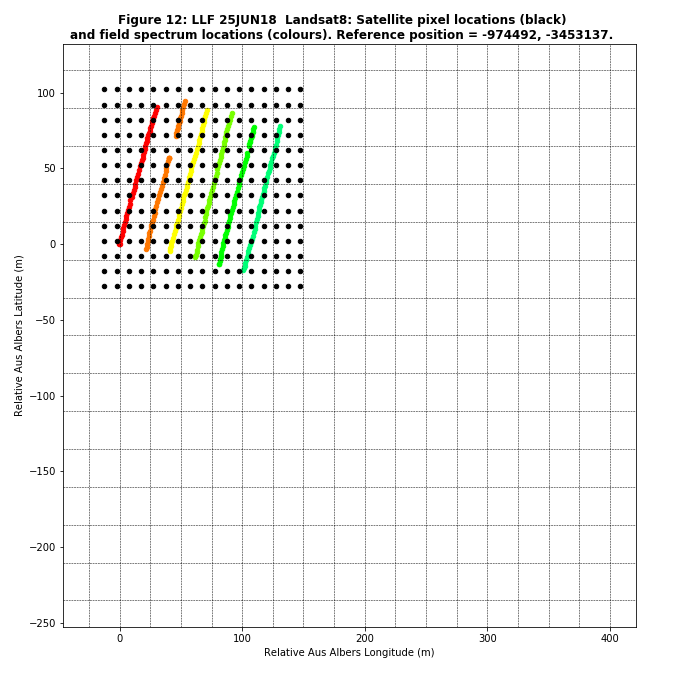 Figure 12: LLF 25JUN18  Landsat8: Satellite pixel locations (black)
and field spectrum locations (colours). Reference position = -974492, -3453137.
100
50
0
−50
−100
−150
−200
−250
Relative Aus Albers Latitude (m)
0 100 200 300 400
Relative Aus Albers Longitude (m)